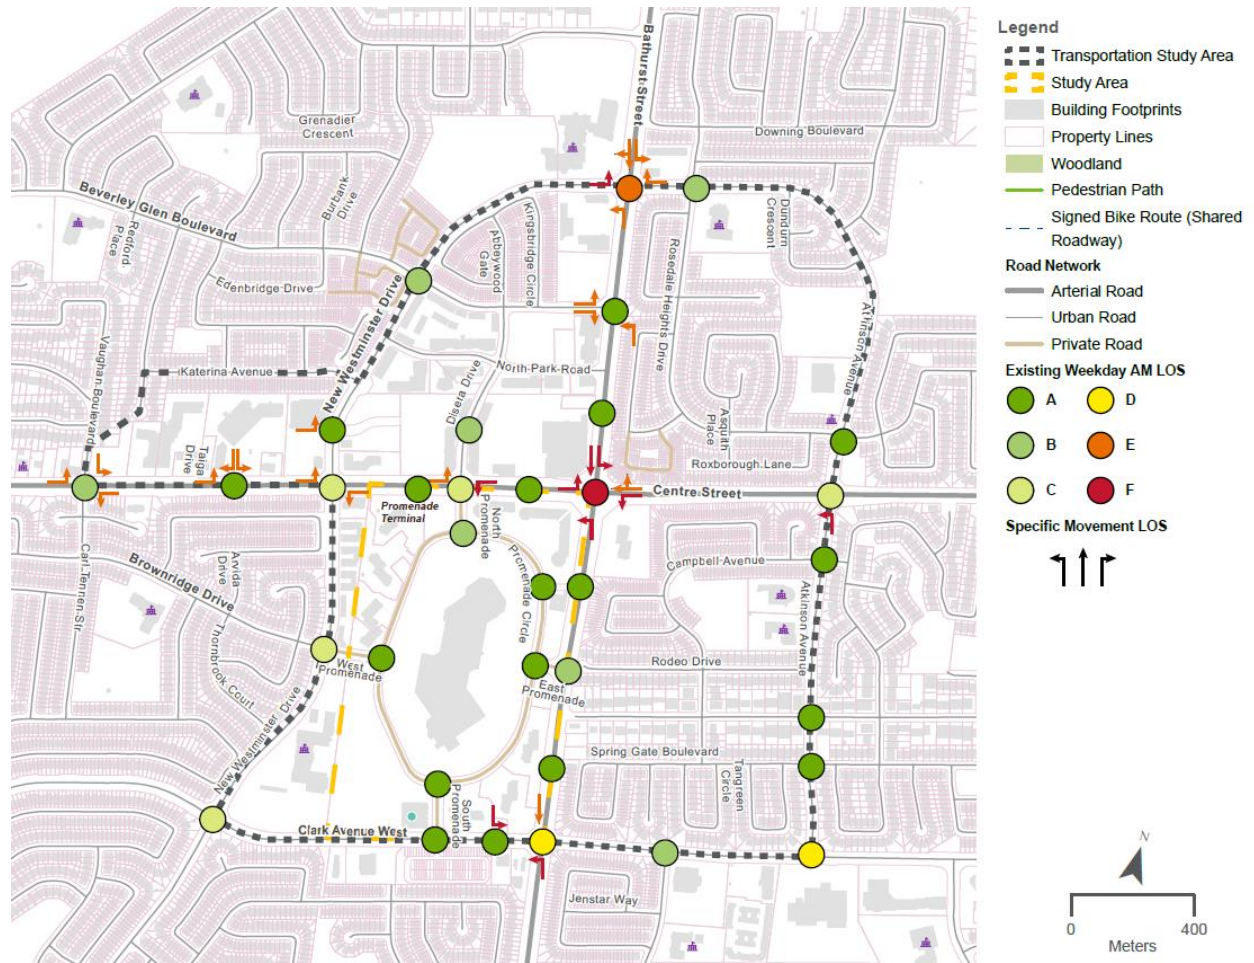 Bathurst Street
Grenadier
Crescent
Downing Boulevard
Beverley Glen Boulevard
Burbank
Drive
Redford
Place
Kingsbridge Circle
Abbeywood
Gate
Dundurn
Crescent
Rosedale Heights Drive
Edenbridge Drive
New Westminster Drive
Atkinson Avenue
Vaughan Boulevard
Katerina Avenue
North Park Road
Disera Drive
Asquith
Place
Taiga
Drive
Roxborough Lane
Centre Street
Promenade
Terminal
North
Promenade
Carl Tennen Str
Brownridge Drive
Arvida
Drive
Promenade Circle
Campbell Avenue
Atkinson Avenue
Thornbrook Court
West
Promenade
East
Promenade
Rodeo Drive
New Westminster Drive
Spring Gate Boulevard
Tangreen
Circle
South
Promenade
Clark Avenue West
Jenstar Way
Legend
Transportation Study Area
Study Area
Building Footprints
Property Lines
Woodland
Pedestrian Path
Signed Bike Route (Shared
Roadway)
Road Network
Arterial Road
Urban Road
Private Road
Existing Weekday AM LOS
A D
B E
C F
Specific Movement LOS
N
0 400
Meters